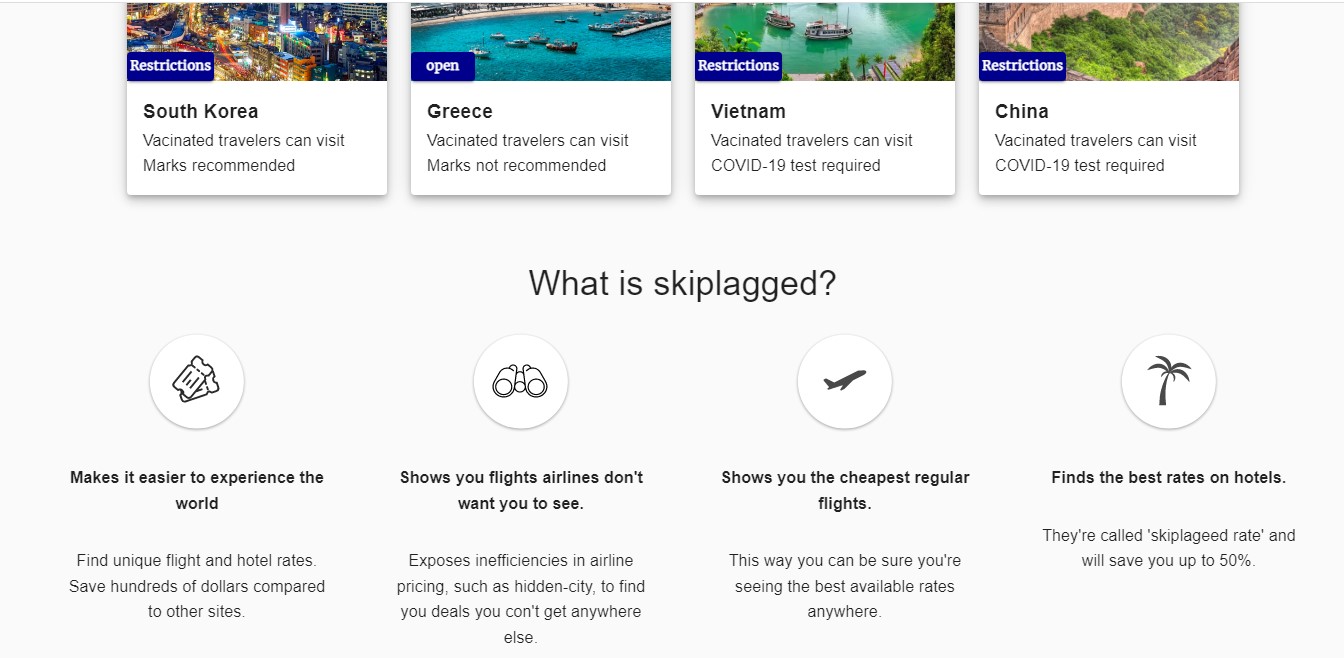 Restrictions
South Korea
Vacinated travelers can visit
Marks recommended
open
Greece
Vacinated travelers can visit
Marks not recommended
Restrictions
Vietnam
Vacinated travelers can visit
COVID-19 test required
Restrictions
China
Vacinated travelers can visit
COVID-19 test required
What is skiplagged?
Makes it easier to experience the
world
Find unique flight and hotel rates.
Save hundreds of dollars compared
to other sites.
Shows you flights airlines don't
want you to see.
Exposes inefficiencies in airline
pricing, such as hidden-city, to find
you deals you con't get anywhere
else.
Shows you the cheapest regular
flights.
This way you can be sure you're
seeing the best available rates
anywhere.
Finds the best rates on hotels.
They're called 'skiplageed rate' and
will save you up to 50%.